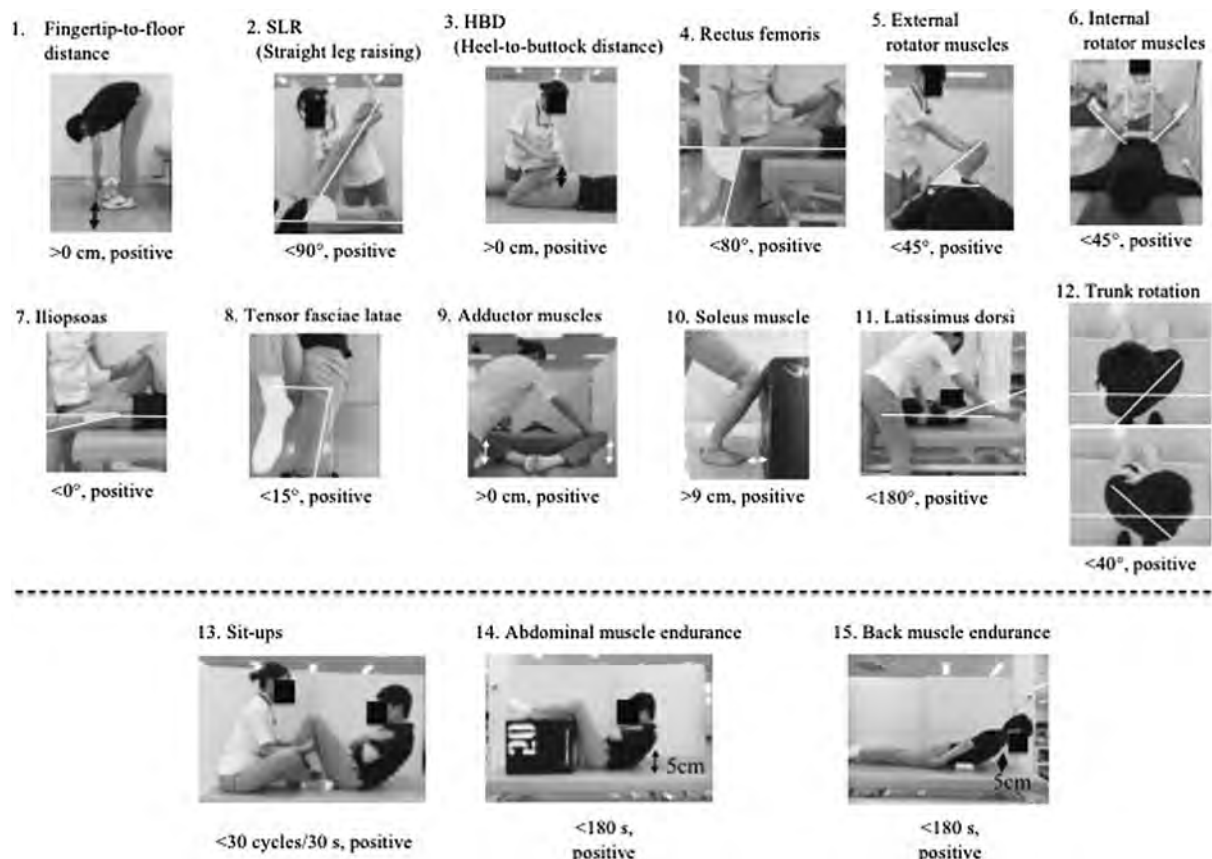 1. Fingertip-to-floor
distance
>0 cm, positive
2. SLR
(Straight leg raising)
<90°, positive
3. HBD
(Heel-to-buttock distance)
>0 cm, positive
4. Rectus femoris
<80°, positive
5. External
rotator muscles
<45°, positive
6. Internal
rotator muscles
<45°, positive
7. Iliopsoas
<0°, positive
8. Tensor fasciae latae
<15°, positive
9. Adductor muscles
>0 cm, positive
10. Soleus muscle
>9 cm, positive
11. Latissimus dorsi
<180°, positive
12. Trunk rotation
<40°, positive
13. Sit-ups
<30 cycles/30 s, positive
14. Abdominal muscle endurance
5cm
<180 s,
positive
15. Back muscle endurance
5cm
<180 s,
positive